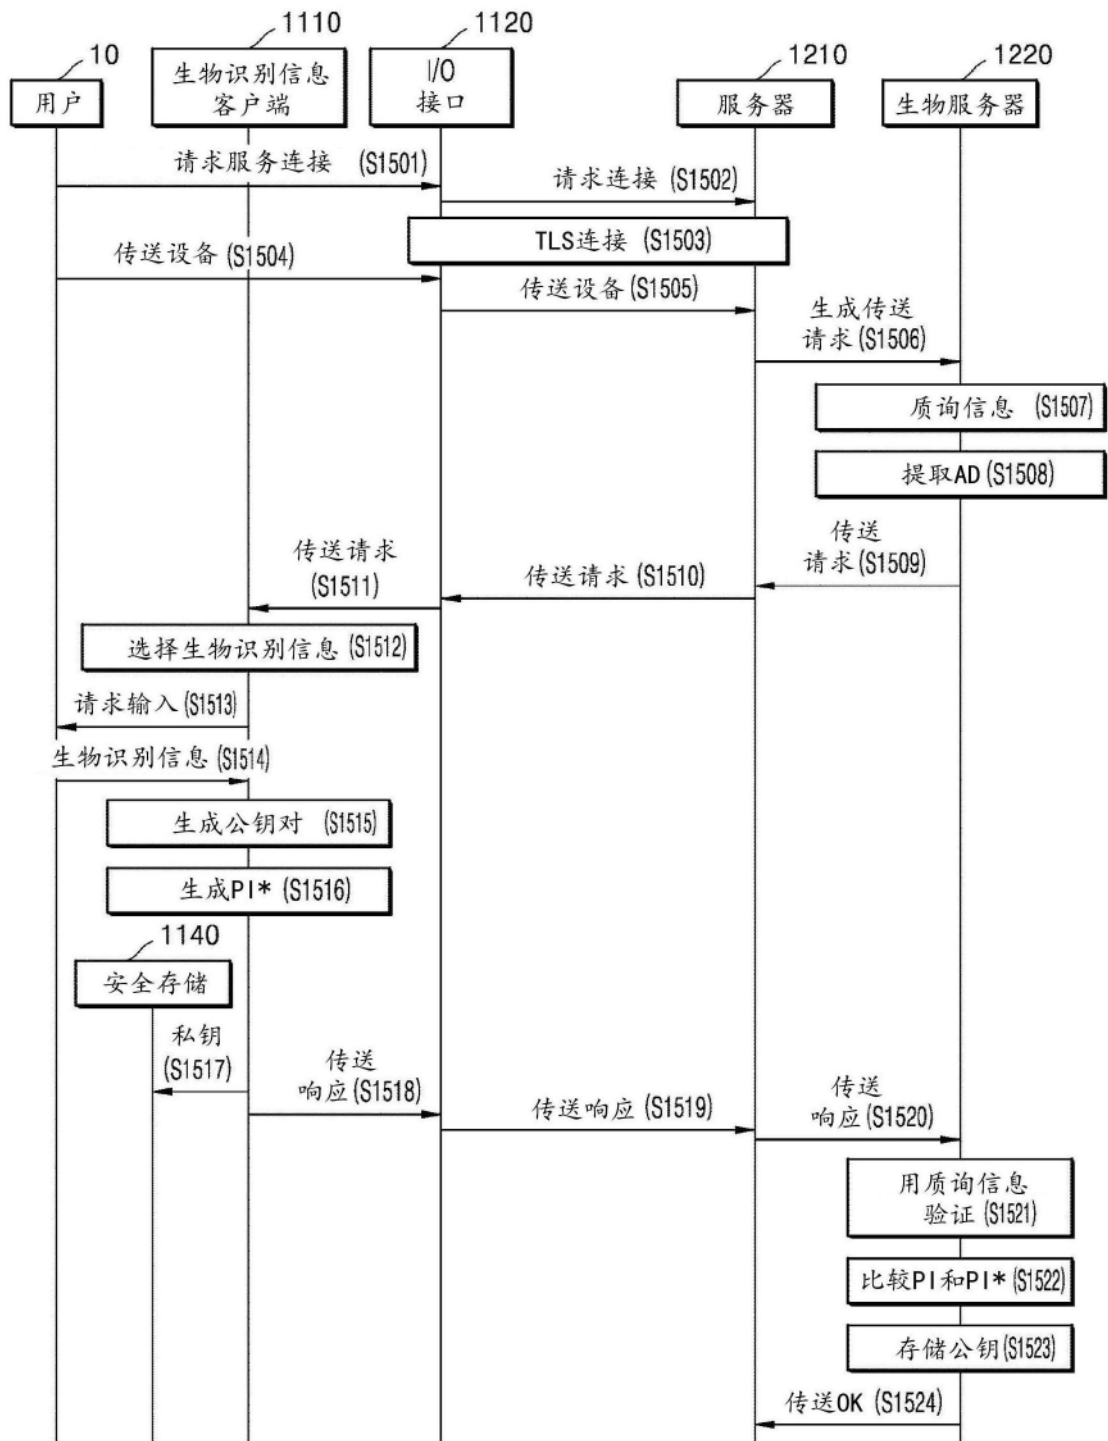 10
用户
1110
生物识别信息
客户端
1120
I/O
接口
1210
服务器
1220
生物服务器
请求服务连接 (S1501)
请求连接 (S1502)
TLS连接 (S1503)
传送设备 (S1504)
传送设备 (S1505)
生成传送
请求 (S1506)
质询信息 (S1507)
提取AD (S1508)
传送
请求 (S1509)
传送请求 (S1510)
传送请求
(S1511)
选择生物识别信息 (S1512)
请求输入 (S1513)
生物识别信息 (S1514)
生成公钥对 (S1515)
生成PI* (S1516)
1140
安全存储
私钥
(S1517)
传送
响应 (S1518)
传送响应 (S1519)
传送
响应 (S1520)
用质询信息
验证 (S1521)
比较PI和PI* (S1522)
存储公钥 (S1523)
传送OK (S1524)